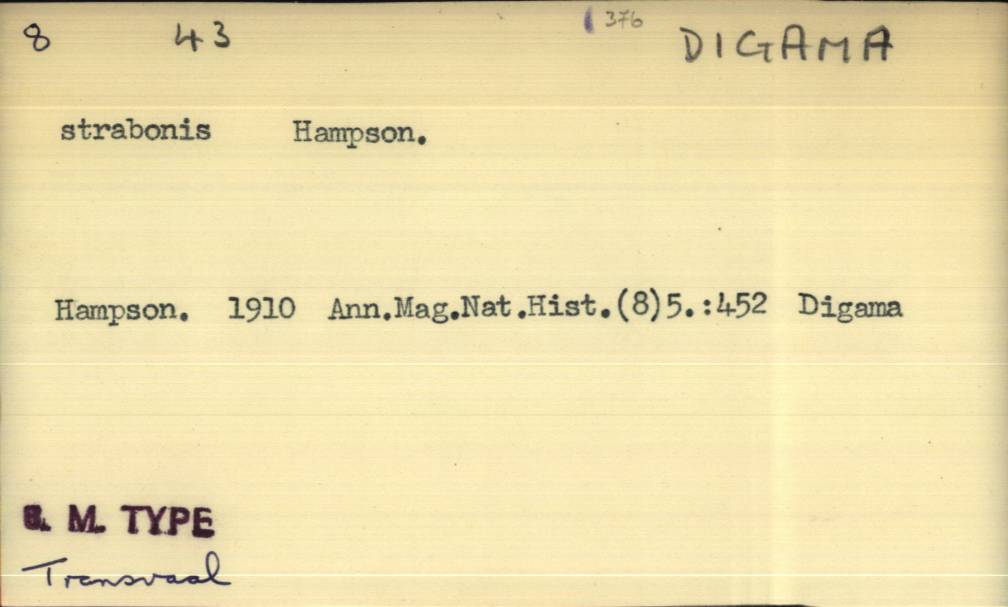 8 43 376 DIGAMA
strabonis Hampson.
Hampson. 1910 Ann.Mag.Nat.Hist.(8)5.:452 Digama
B. M. TYPE
Transvaal